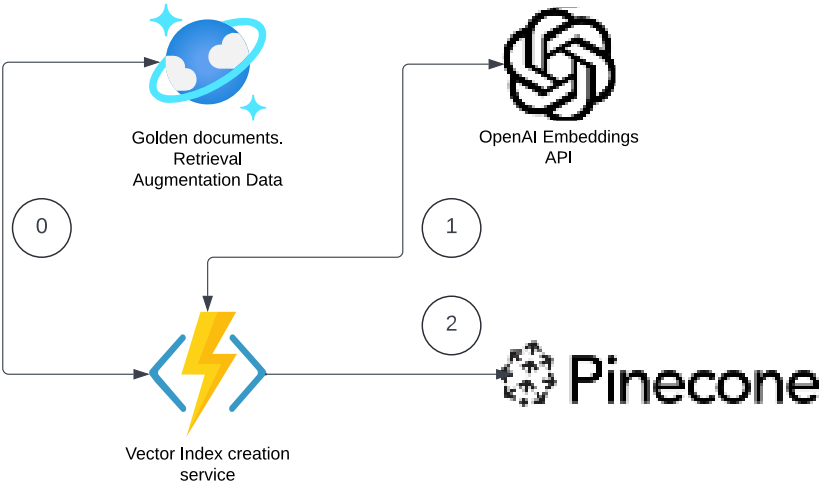 Golden documents.
Retrieval
Augmentation Data
OpenAI Embeddings
API
0
1
2
Pinecone
Vector Index creation
service